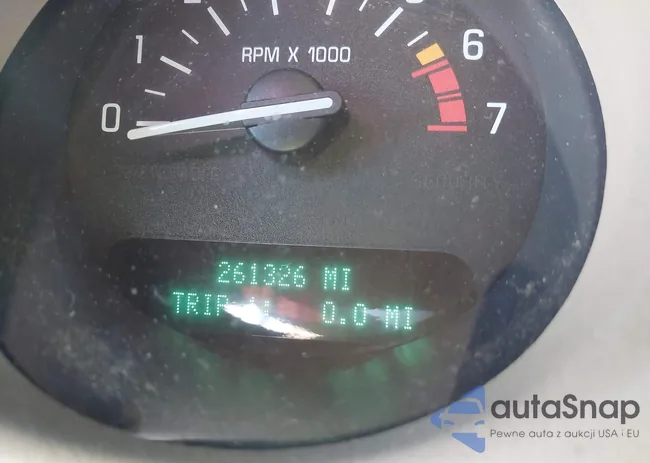 1 6
RPM X 1000
0 7
261326 MI
TRIP 0.0 MI
autaSnap
Pewne auta z aukcji USA i EU